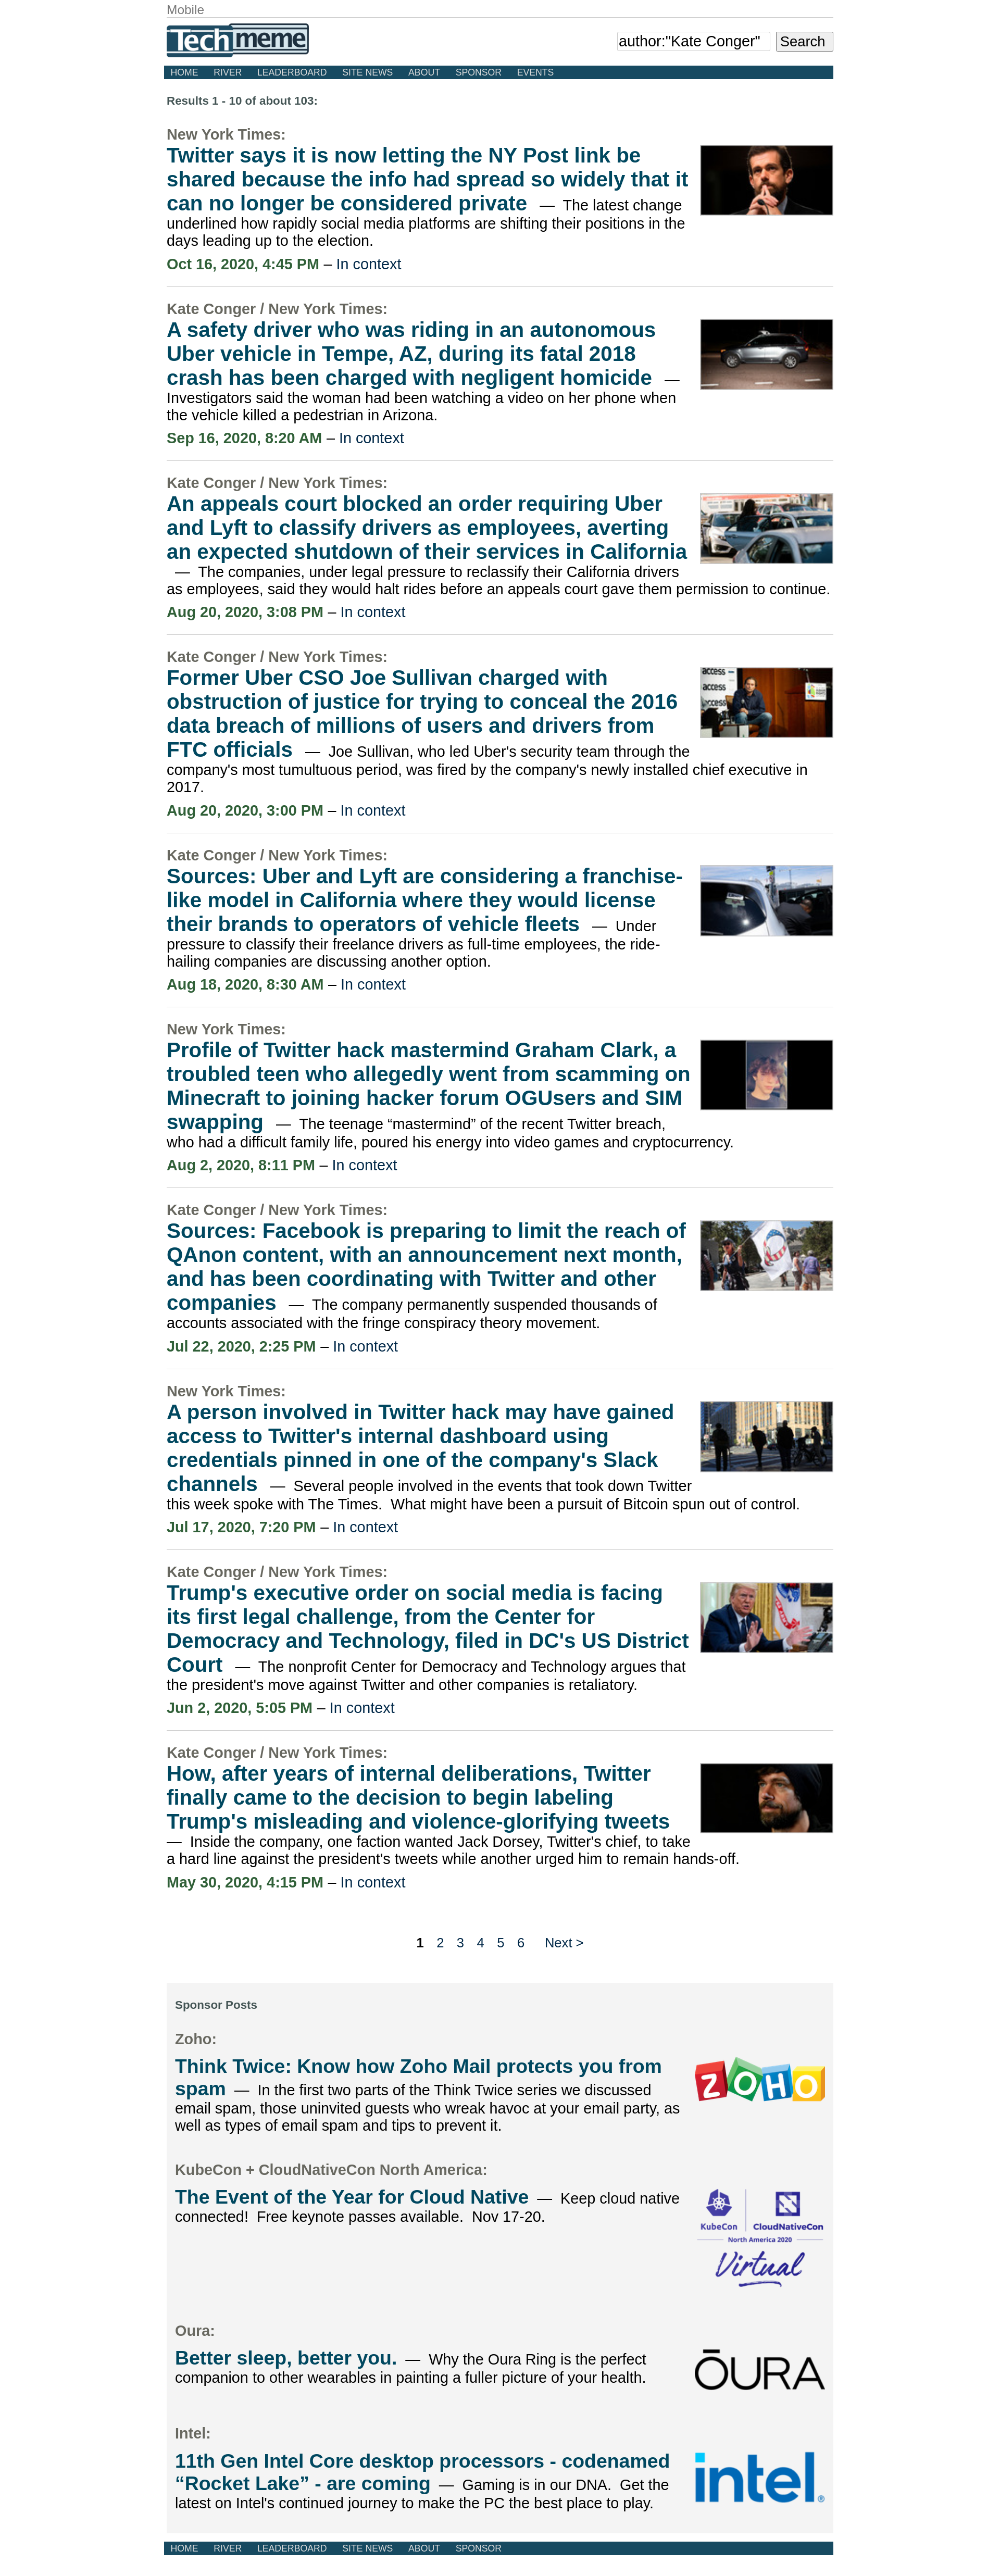 Mobile
Techmeme
author:"Kate Conger" Search
HOME RIVER LEADERBOARD SITE NEWS ABOUT SPONSOR EVENTS
Results 1 - 10 of about 103:
New York Times:
Twitter says it is now letting the NY Post link be
shared because the info had spread so widely that it
can no longer be considered private — The latest change
underlined how rapidly social media platforms are shifting their positions in the
days leading up to the election.
Oct 16, 2020, 4:45 PM – In context
Kate Conger / New York Times:
A safety driver who was riding in an autonomous
Uber vehicle in Tempe, AZ, during its fatal 2018
crash has been charged with negligent homicide —
Investigators said the woman had been watching a video on her phone when
the vehicle killed a pedestrian in Arizona.
Sep 16, 2020, 8:20 AM – In context
Kate Conger / New York Times:
An appeals court blocked an order requiring Uber
and Lyft to classify drivers as employees, averting
an expected shutdown of their services in California
— The companies, under legal pressure to reclassify their California drivers
as employees, said they would halt rides before an appeals court gave them permission to continue.
Aug 20, 2020, 3:08 PM – In context
Kate Conger / New York Times:
Former Uber CSO Joe Sullivan charged with
obstruction of justice for trying to conceal the 2016
data breach of millions of users and drivers from
FTC officials — Joe Sullivan, who led Uber's security team through the
company's most tumultuous period, was fired by the company's newly installed chief executive in
2017.
access
access
access
Aug 20, 2020, 3:00 PM – In context
Kate Conger / New York Times:
Sources: Uber and Lyft are considering a franchise-
like model in California where they would license
their brands to operators of vehicle fleets — Under
pressure to classify their freelance drivers as full-time employees, the ride-
hailing companies are discussing another option.
Aug 18, 2020, 8:30 AM – In context
New York Times:
Profile of Twitter hack mastermind Graham Clark, a
troubled teen who allegedly went from scamming on
Minecraft to joining hacker forum OGUsers and SIM
swapping — The teenage “mastermind” of the recent Twitter breach,
who had a difficult family life, poured his energy into video games and cryptocurrency.
Aug 2, 2020, 8:11 PM – In context
Kate Conger / New York Times:
Sources: Facebook is preparing to limit the reach of
QAnon content, with an announcement next month,
and has been coordinating with Twitter and other
companies — The company permanently suspended thousands of
accounts associated with the fringe conspiracy theory movement.
Jul 22, 2020, 2:25 PM – In context
New York Times:
A person involved in Twitter hack may have gained
access to Twitter's internal dashboard using
credentials pinned in one of the company's Slack
channels — Several people involved in the events that took down Twitter
this week spoke with The Times. What might have been a pursuit of Bitcoin spun out of control.
Jul 17, 2020, 7:20 PM – In context
Kate Conger / New York Times:
Trump's executive order on social media is facing
its first legal challenge, from the Center for
Democracy and Technology, filed in DC's US District
Court — The nonprofit Center for Democracy and Technology argues that
the president's move against Twitter and other companies is retaliatory.
Jun 2, 2020, 5:05 PM – In context
Kate Conger / New York Times:
How, after years of internal deliberations, Twitter
finally came to the decision to begin labeling
Trump's misleading and violence-glorifying tweets
— Inside the company, one faction wanted Jack Dorsey, Twitter's chief, to take
a hard line against the president's tweets while another urged him to remain hands-off.
May 30, 2020, 4:15 PM – In context
1 2 3 4 5 6 Next >
Sponsor Posts
Zoho:
Think Twice: Know how Zoho Mail protects you from
spam — In the first two parts of the Think Twice series we discussed
email spam, those uninvited guests who wreak havoc at your email party, as
well as types of email spam and tips to prevent it.
ZOHO
KubeCon + CloudNativeCon North America:
The Event of the Year for Cloud Native — Keep cloud native
connected! Free keynote passes available. Nov 17-20.
KubeCon CloudNativeCon
North America 2020
Virtual
Oura:
Better sleep, better you. — Why the Oura Ring is the perfect
companion to other wearables in painting a fuller picture of your health.
ŌURA
Intel:
11th Gen Intel Core desktop processors - codenamed
“Rocket Lake” - are coming — Gaming is in our DNA. Get the
latest on Intel's continued journey to make the PC the best place to play.
intel®
HOME RIVER LEADERBOARD SITE NEWS ABOUT SPONSOR